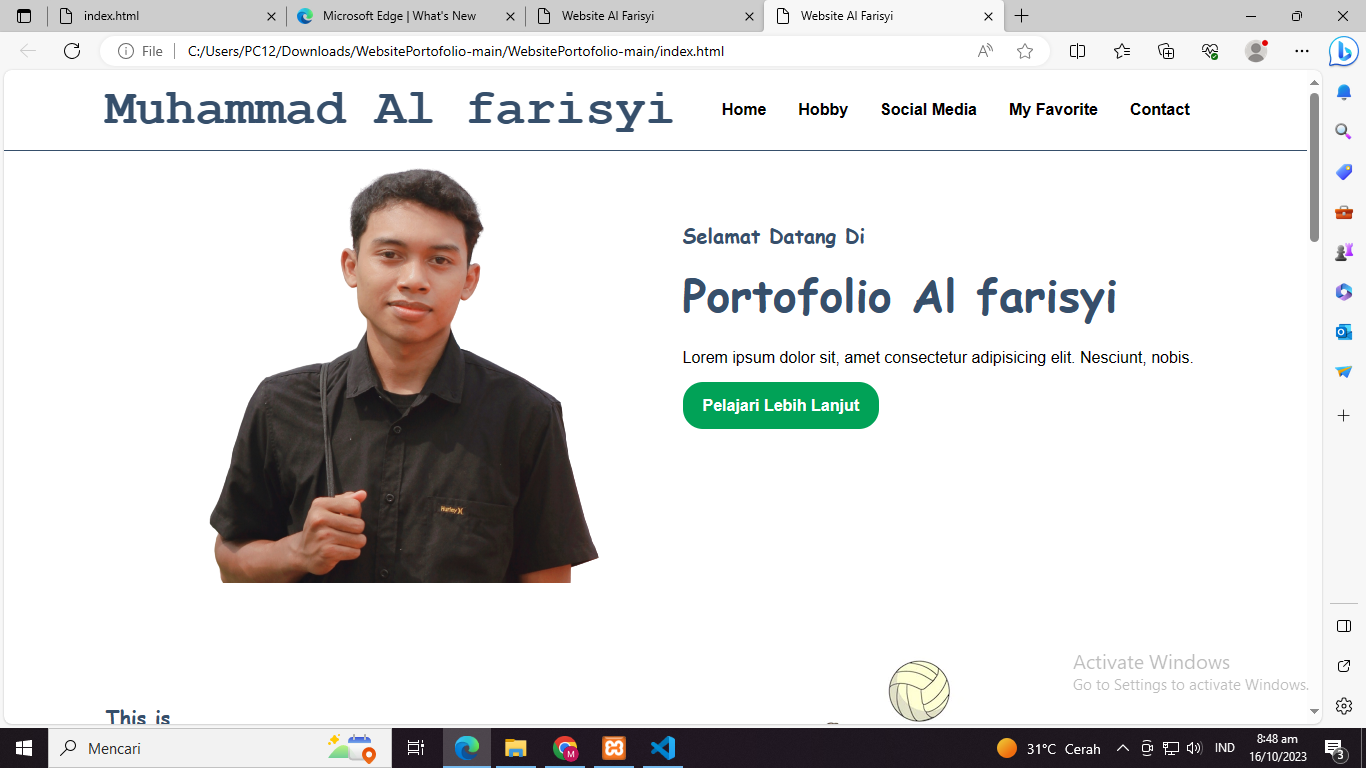 index.html
Microsoft Edge | What's New
Website Al Farisyi
Website Al Farisyi
File
C:/Users/PC12/Downloads/WebsitePortofolio-main/WebsitePortofolio-main/index.html
Muhammad Al farisyi
Home
Hobby
Social Media
My Favorite
Contact
Selamat Datang Di
Portofolio Al farisyi
Lorem ipsum dolor sit, amet consectetur adipisicing elit. Nesciunt, nobis.
Pelajari Lebih Lanjut
Hurley
Activate Windows
Go to Settings to activate Windows.
This is
Mencari
31°C Cerah
IND
8:48 am
16/10/2023
3